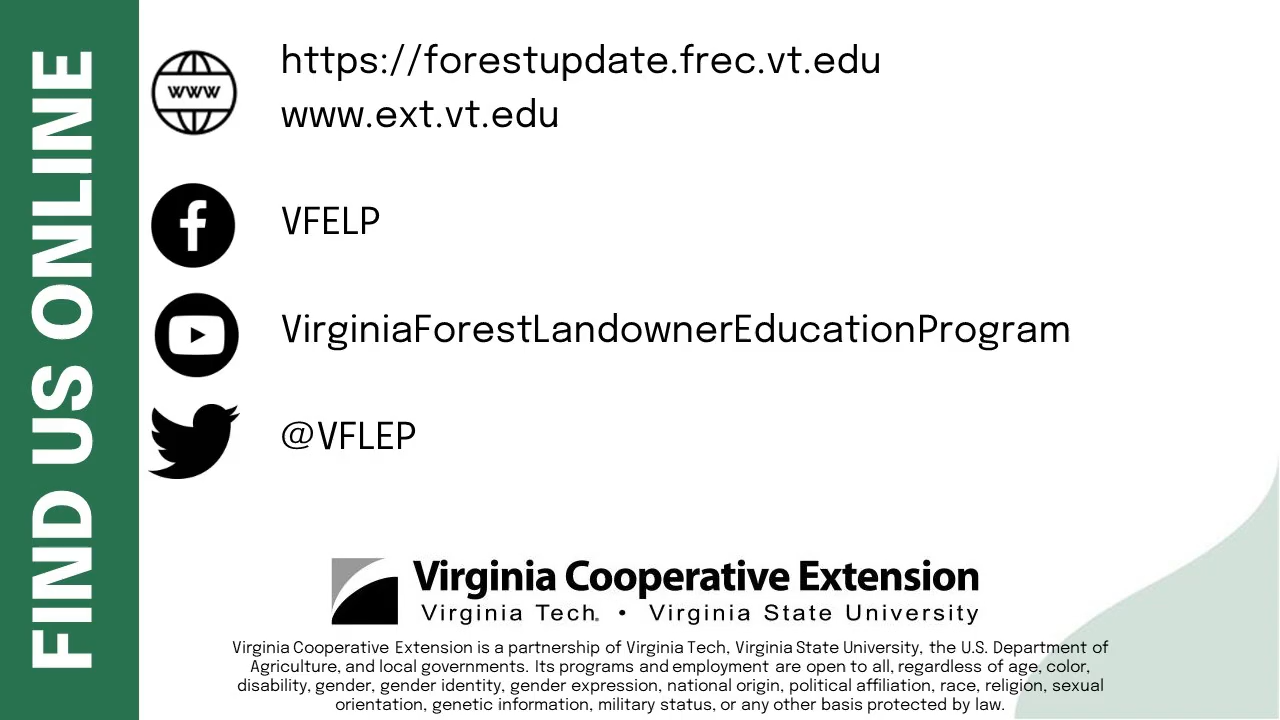 FIND US ONLINE
www
https://forestupdate.frec.vt.edu
www.ext.vt.edu
VFELP
VirginiaForestLandownerEducationProgram
@VFLEP
Virginia Cooperative Extension
Virginia Tech. • Virginia State University
Virginia Cooperative Extension is a partnership of Virginia Tech, Virginia State University, the U.S. Department of
Agriculture, and local governments. Its programs and employment are open to all, regardless of age, color,
disability, gender, gender identity, gender expression, national origin, political affiliation, race, religion, sexual
orientation, genetic information, military status, or any other basis protected by law.